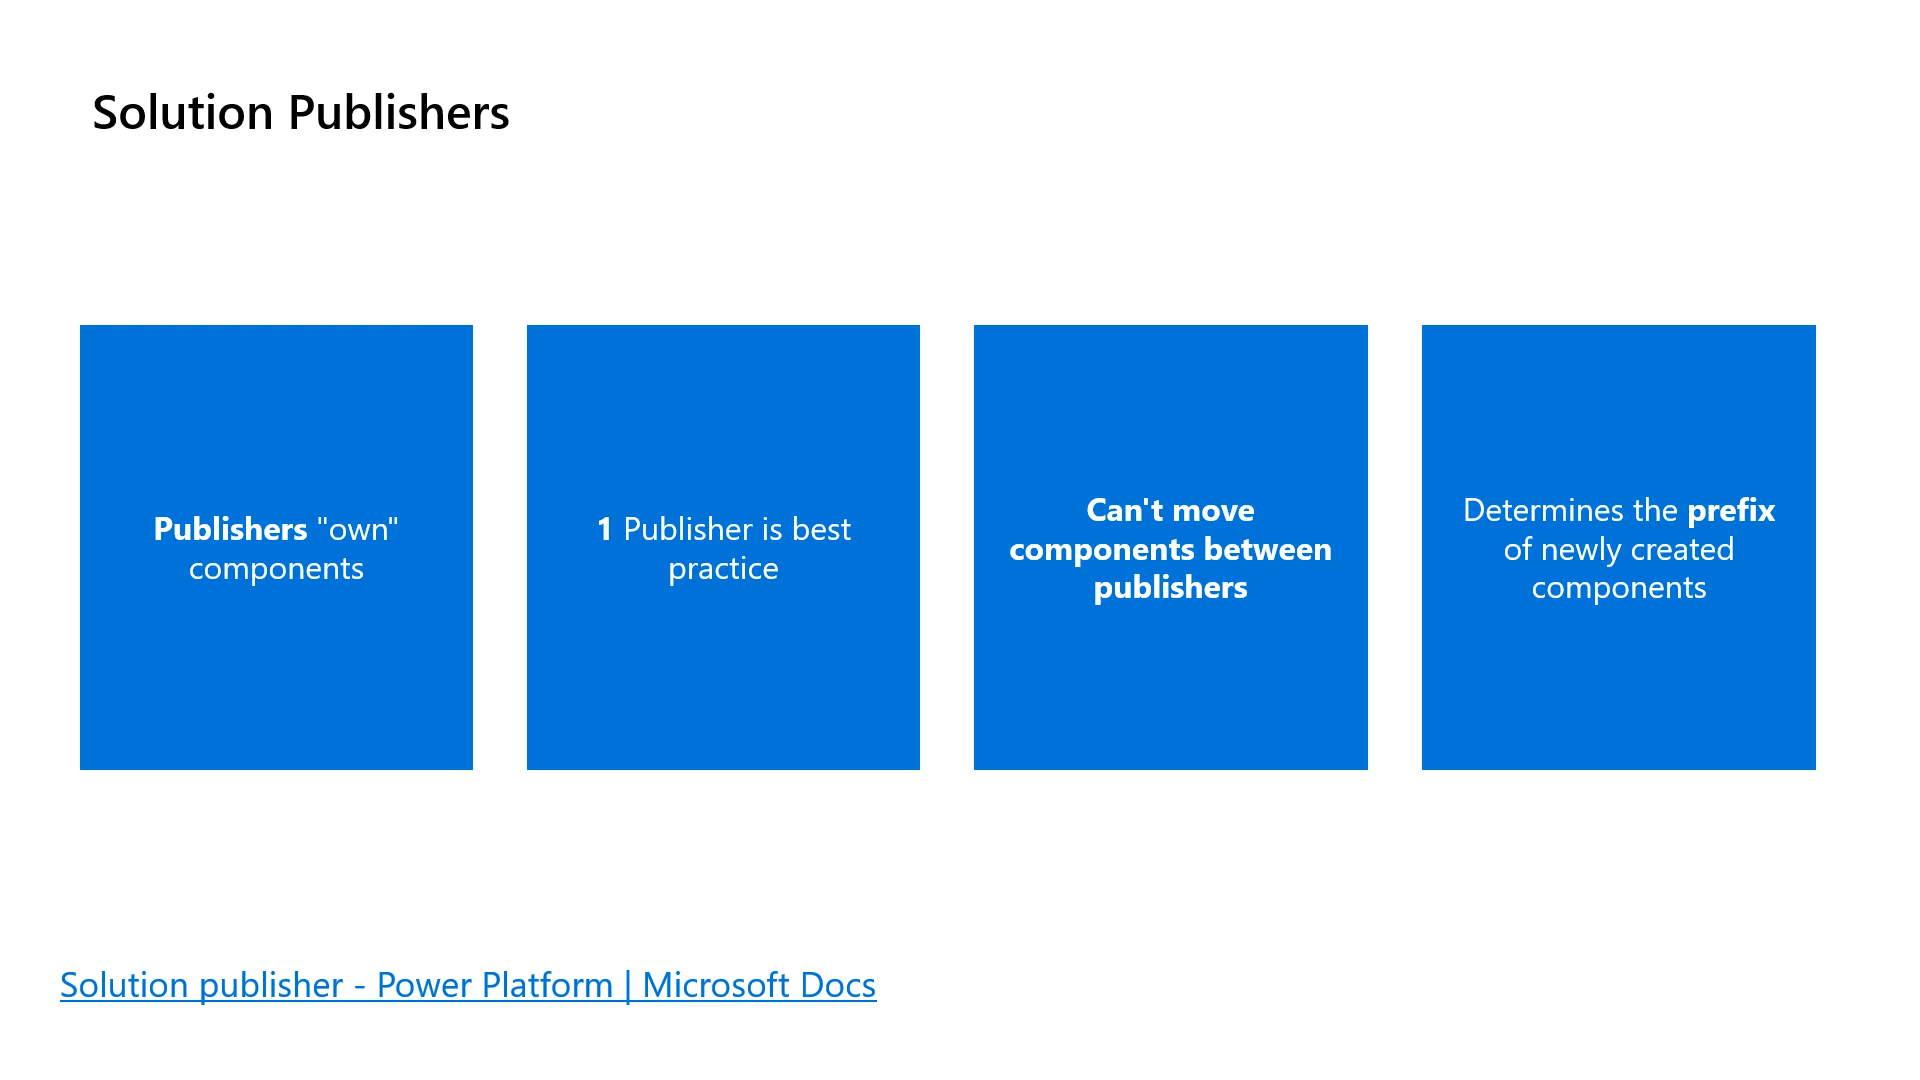 Solution Publishers
Publishers "own"
components
1 Publisher is best
practice
Can't move
components between
publishers
Determines the prefix
of newly created
components
Solution publisher - Power Platform | Microsoft Docs